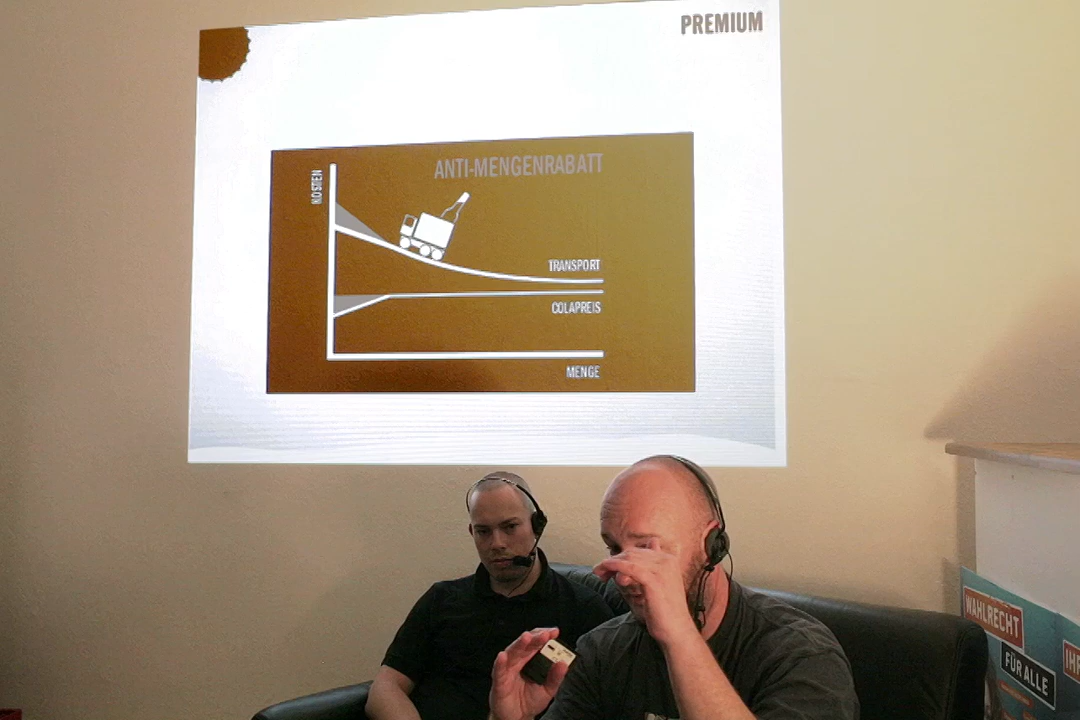 PREMIUM
ANTI-MENGENRABATT
KOSTEN
TRANSPORT
COLAPREIS
MENGE
WAHLRECHT
FÜR ALLE